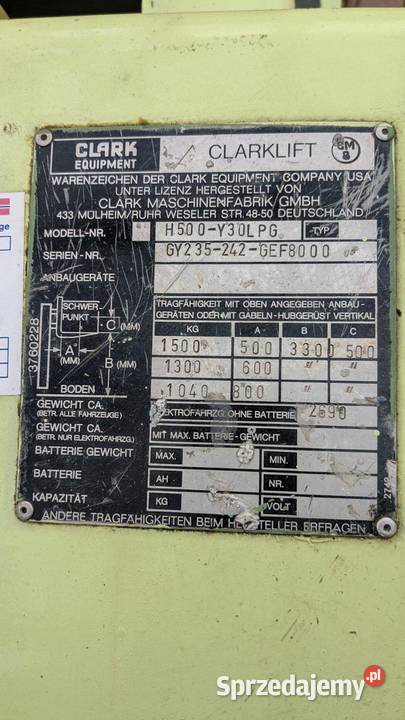 CLARK EQUIPMENT
CLARKLIFT
WARENZEICHEN DER CLARK EQUIPMENT COMPANY USA
UNTER LIZENZ HERGESTELLT VON
CLARK MASCHINENFABRIK GMBH
433 MÜLHEIM/RUHR WESELER STR. 48-50 DEUTSCHLAND
MODELL-NR. H500-Y30LPG TYP
SERIEN-NR. GY235-242-GEF8000
ANBAUGERÄTE
TRAGFÄHIGKEIT MIT OBEN ANGEGEBEN ANBAU-
GERÄTEN ODER MIT GABELN-HUBGERÜST VERTIKAL
SCHWER
PUNKT
C (MM)
A (MM)
B (MM)
BODEN
3760228
KG A B C
1500 500 3300 500
1300 600 " "
1040 800 " "
GEWICHT CA.
(BETR. ALLE FAHRZEUGE)
ELEKTROFAHRZG. OHNE BATTERIE 2690
GEWICHT CA.
(BETR. NUR ELEKTROFAHRZG.)
MIT MAX. BATTERIE-GEWICHT
BATTERIE GEWICHT MAX. MIN.
BATTERIE AH NR.
KAPAZITÄT KG VOLT
ANDERE TRAGFÄHIGKEITEN BEIM HERSTELLER ERFRAGEN
Sprzedajemy
.pl